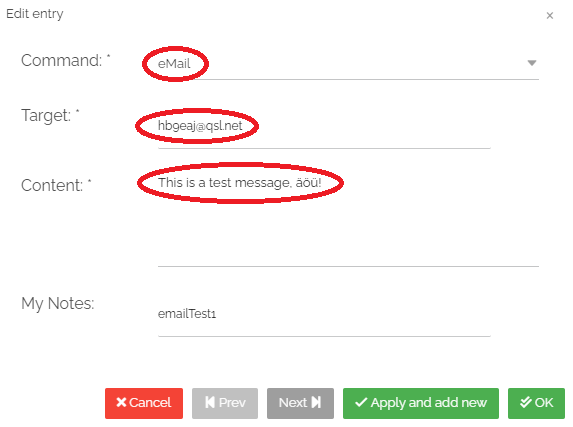 Edit entry ×
Command: * eMail
Target: * hb9eaj@qsl.net
Content: * This is a test message, äöü!
My Notes: emailTest1
Cancel Prev Next Apply and add new OK